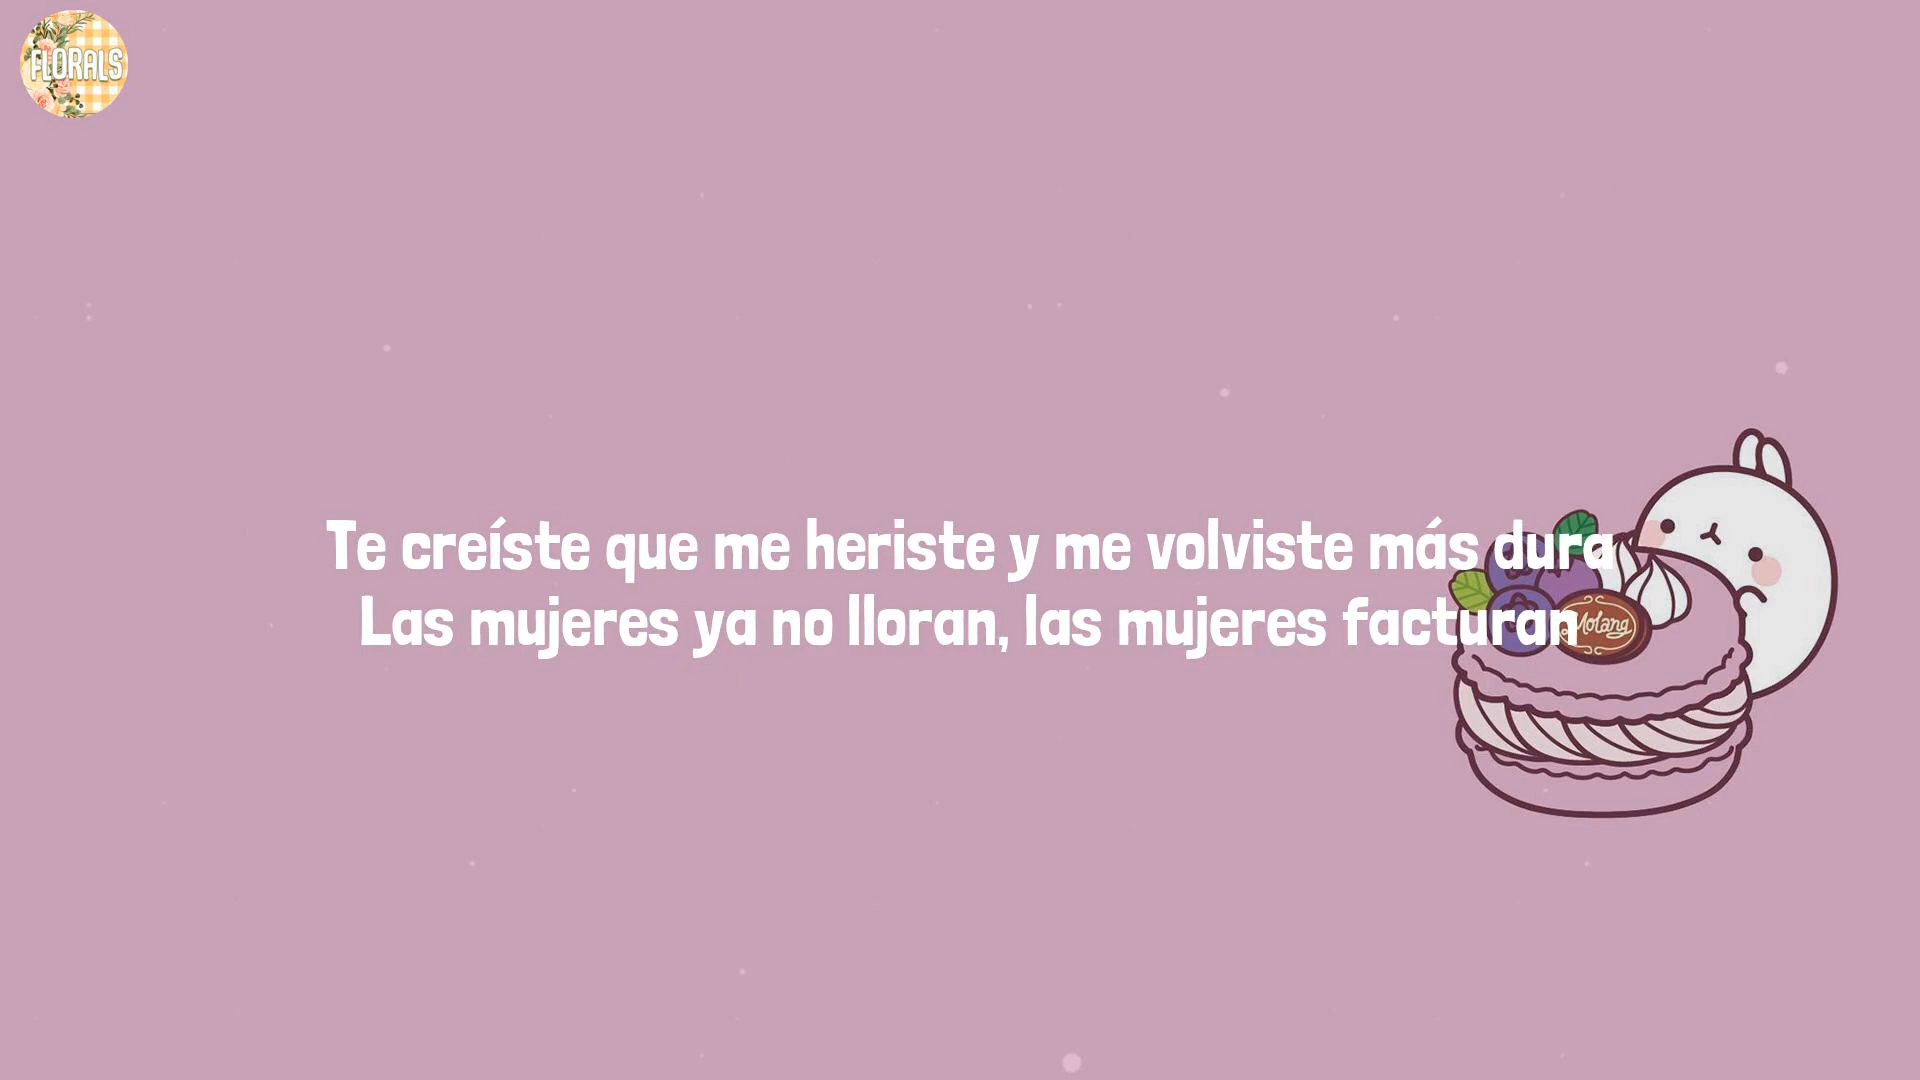 FLORALS
Te creíste que me heriste y me volviste más dura
Las mujeres ya no lloran, las mujeres facturan
Molang